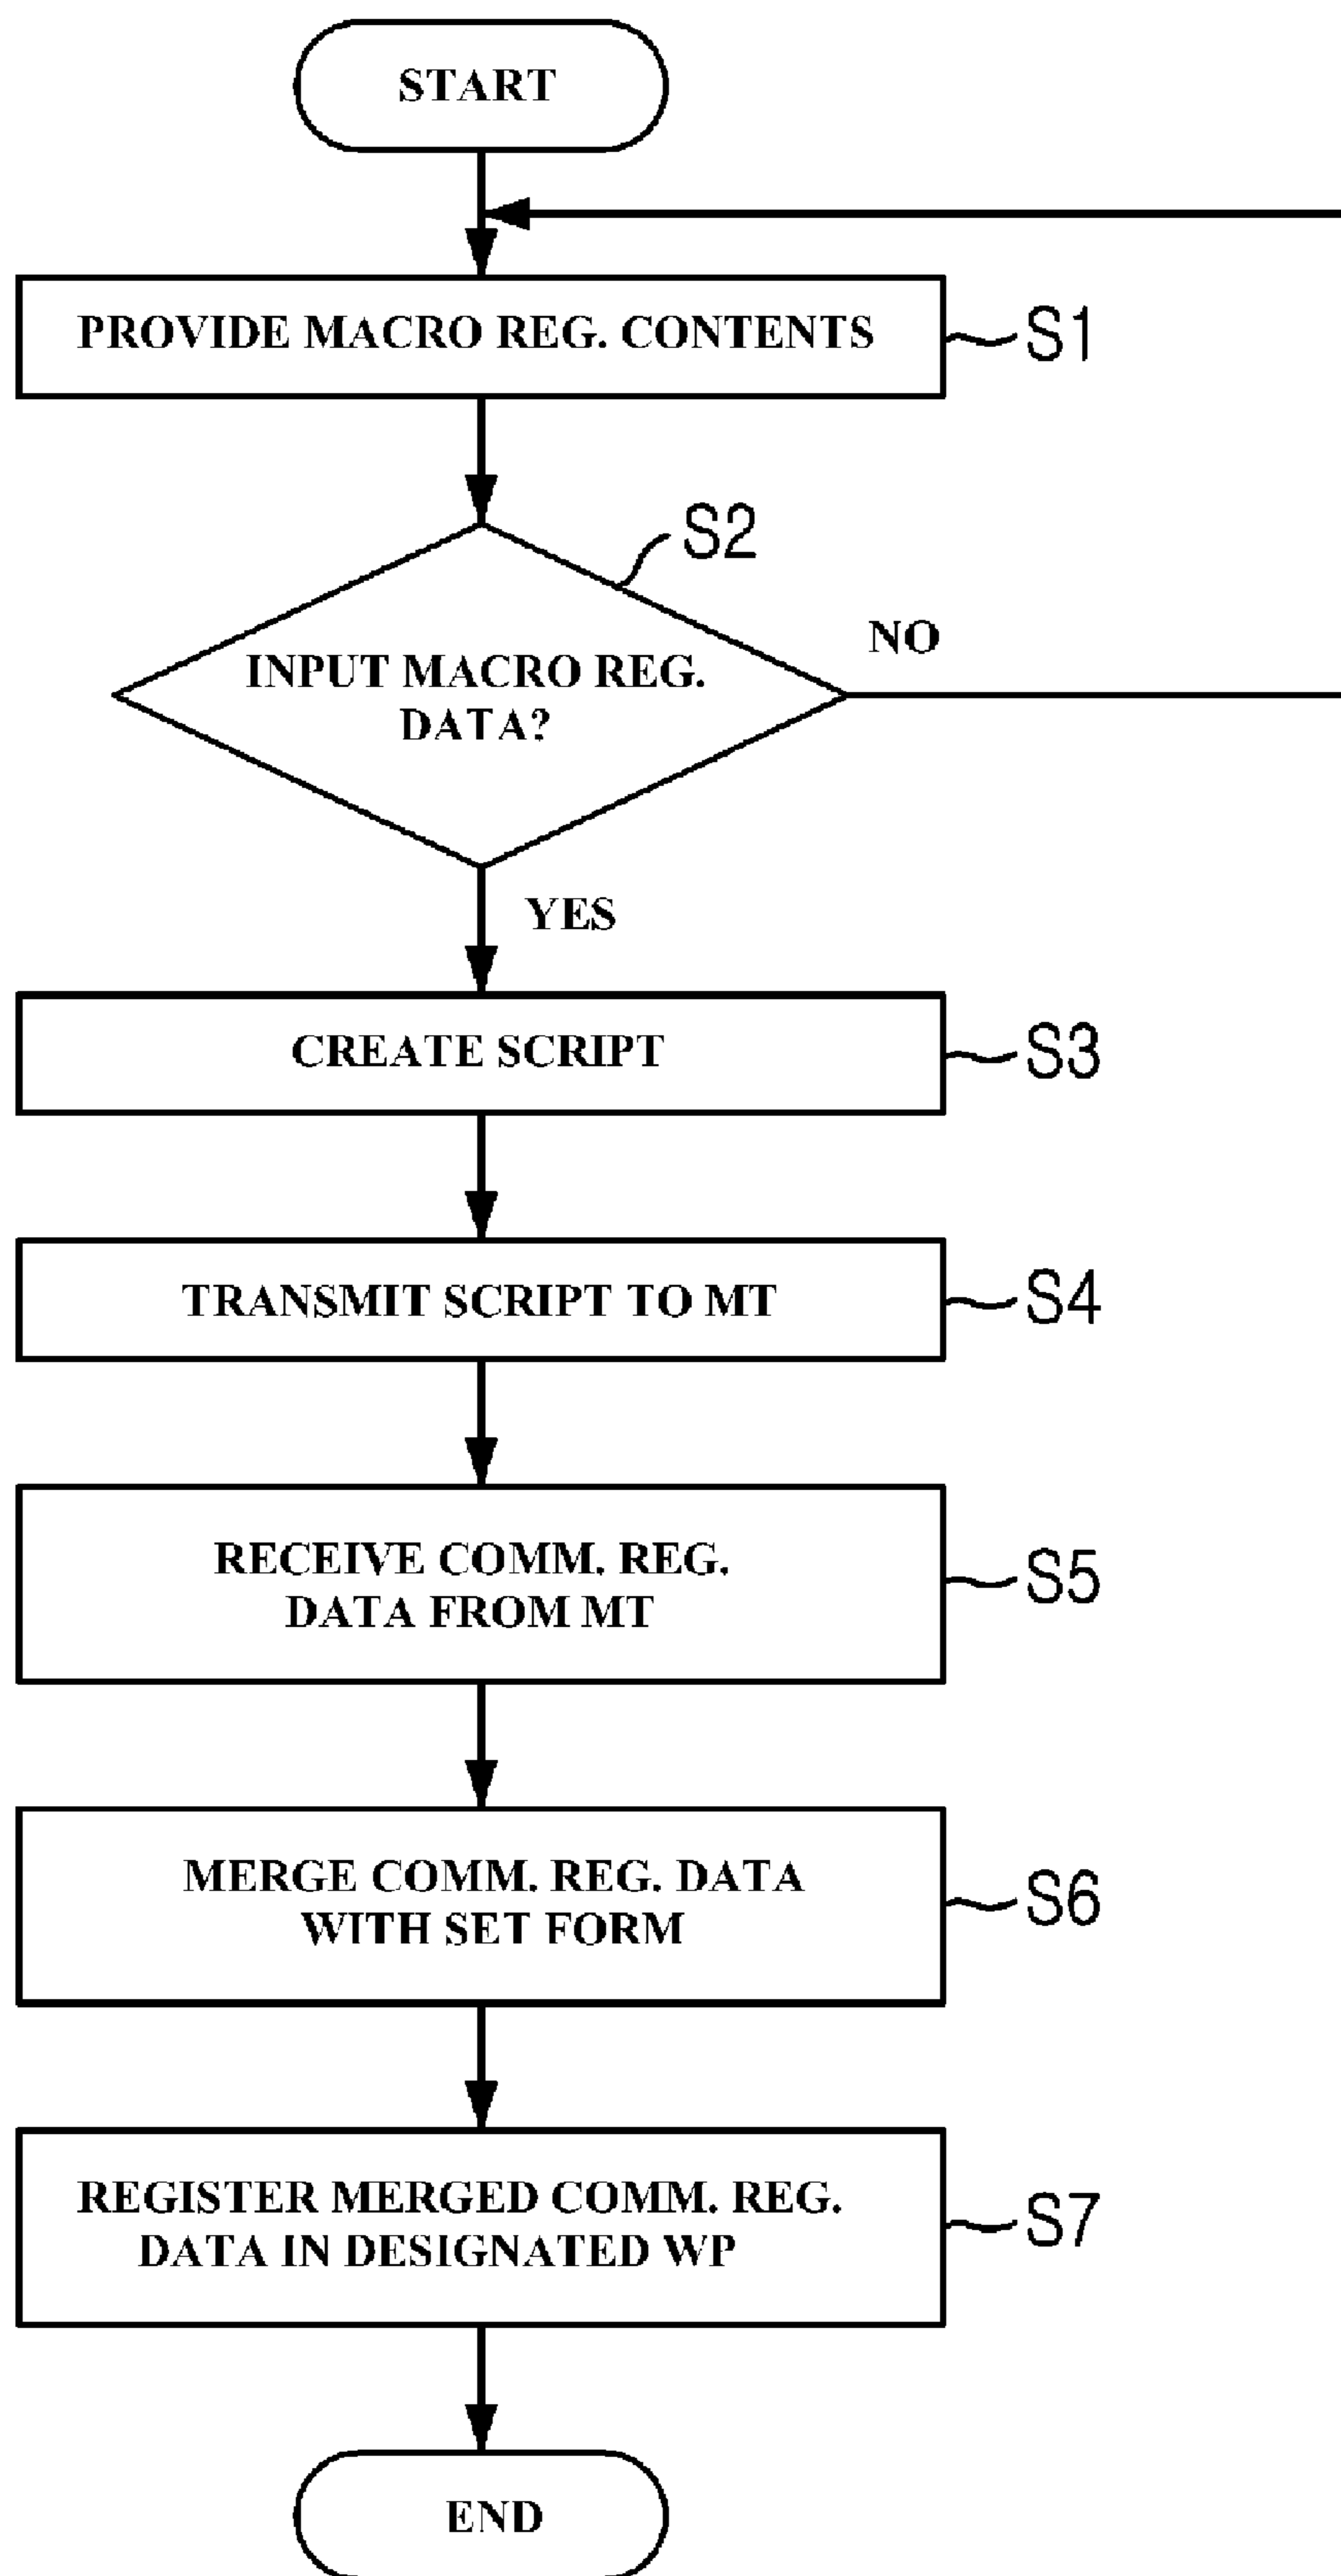 START
PROVIDE MACRO REG. CONTENTS
S1
S2
INPUT MACRO REG.
DATA?
NO
YES
CREATE SCRIPT
S3
TRANSMIT SCRIPT TO MT
S4
RECEIVE COMM. REG.
DATA FROM MT
S5
MERGE COMM. REG. DATA
WITH SET FORM
S6
REGISTER MERGED COMM. REG.
DATA IN DESIGNATED WP
S7
END